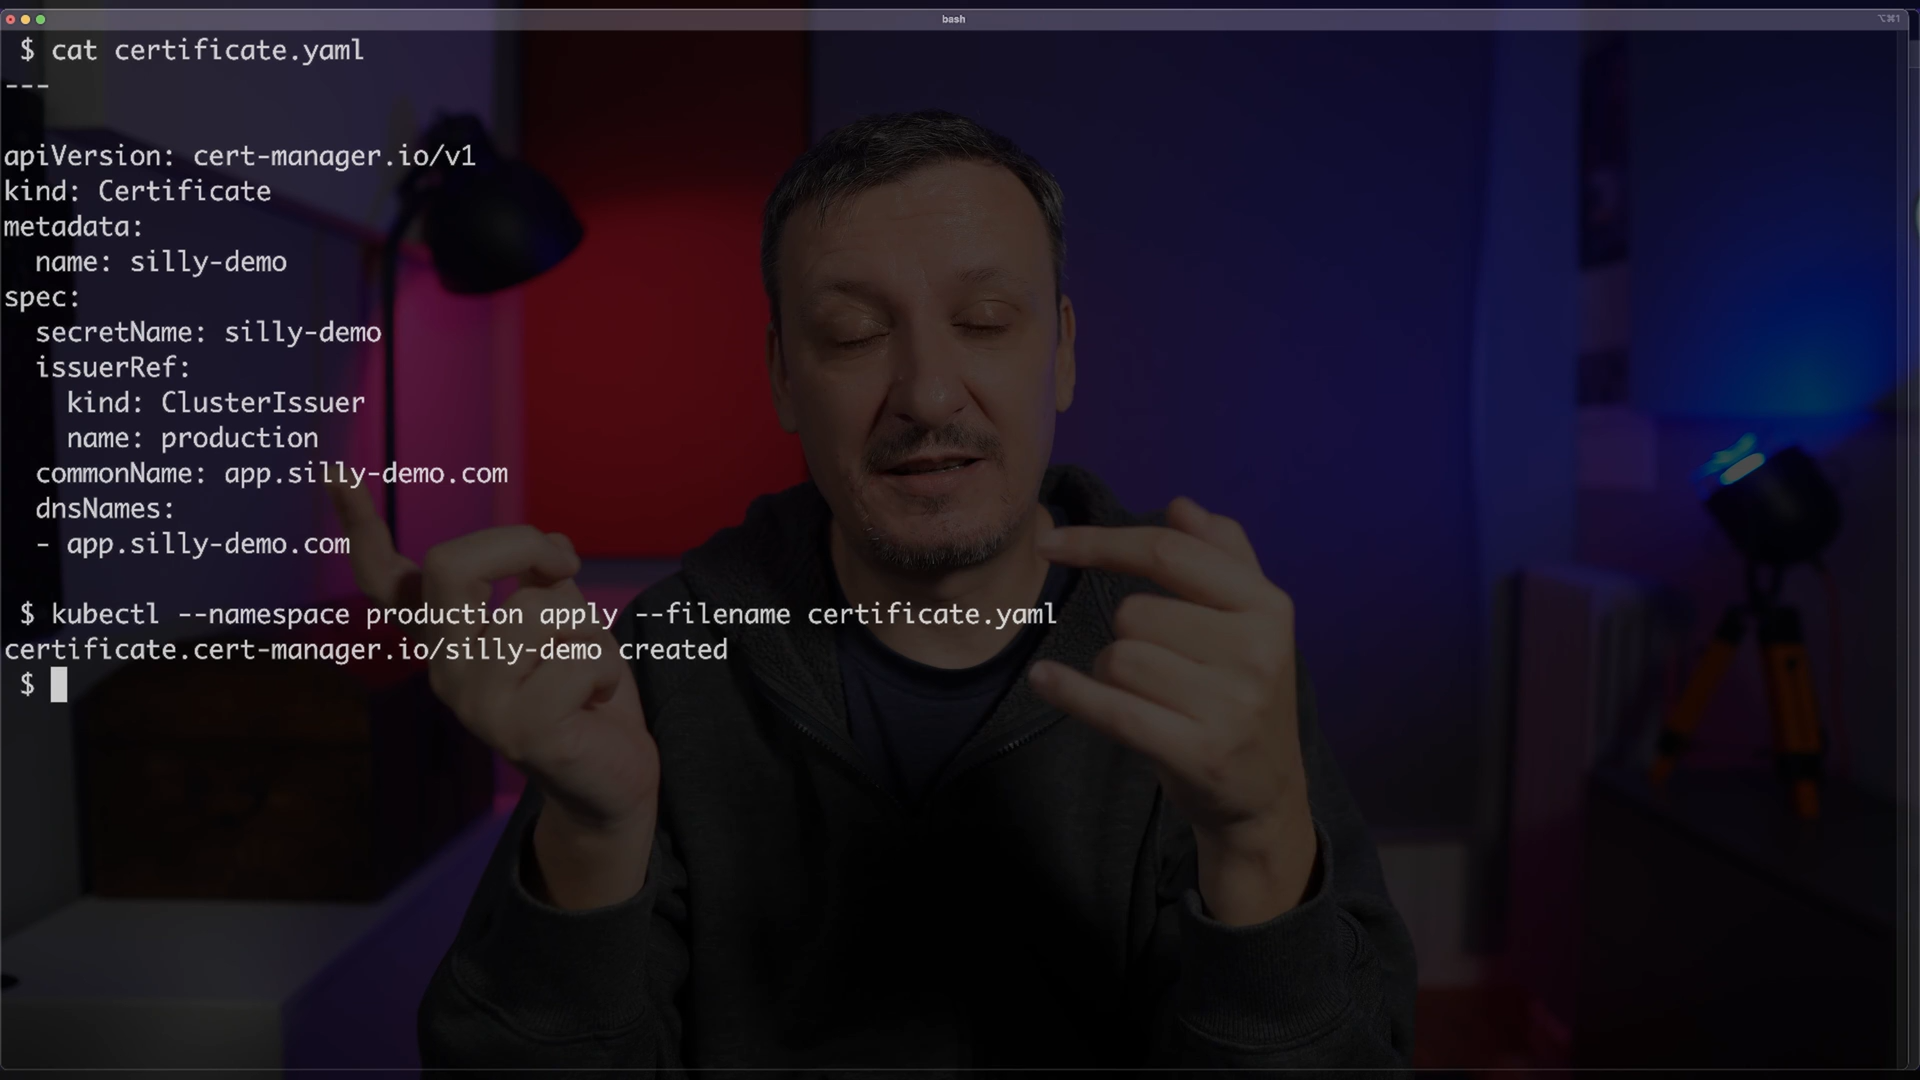 bash
⌥⌘1
$ cat certificate.yaml
---
apiVersion: cert-manager.io/v1
kind: Certificate
metadata:
  name: silly-demo
spec:
  secretName: silly-demo
  issuerRef:
    kind: ClusterIssuer
    name: production
  commonName: app.silly-demo.com
  dnsNames:
  - app.silly-demo.com
$ kubectl --namespace production apply --filename certificate.yaml
certificate.cert-manager.io/silly-demo created
$